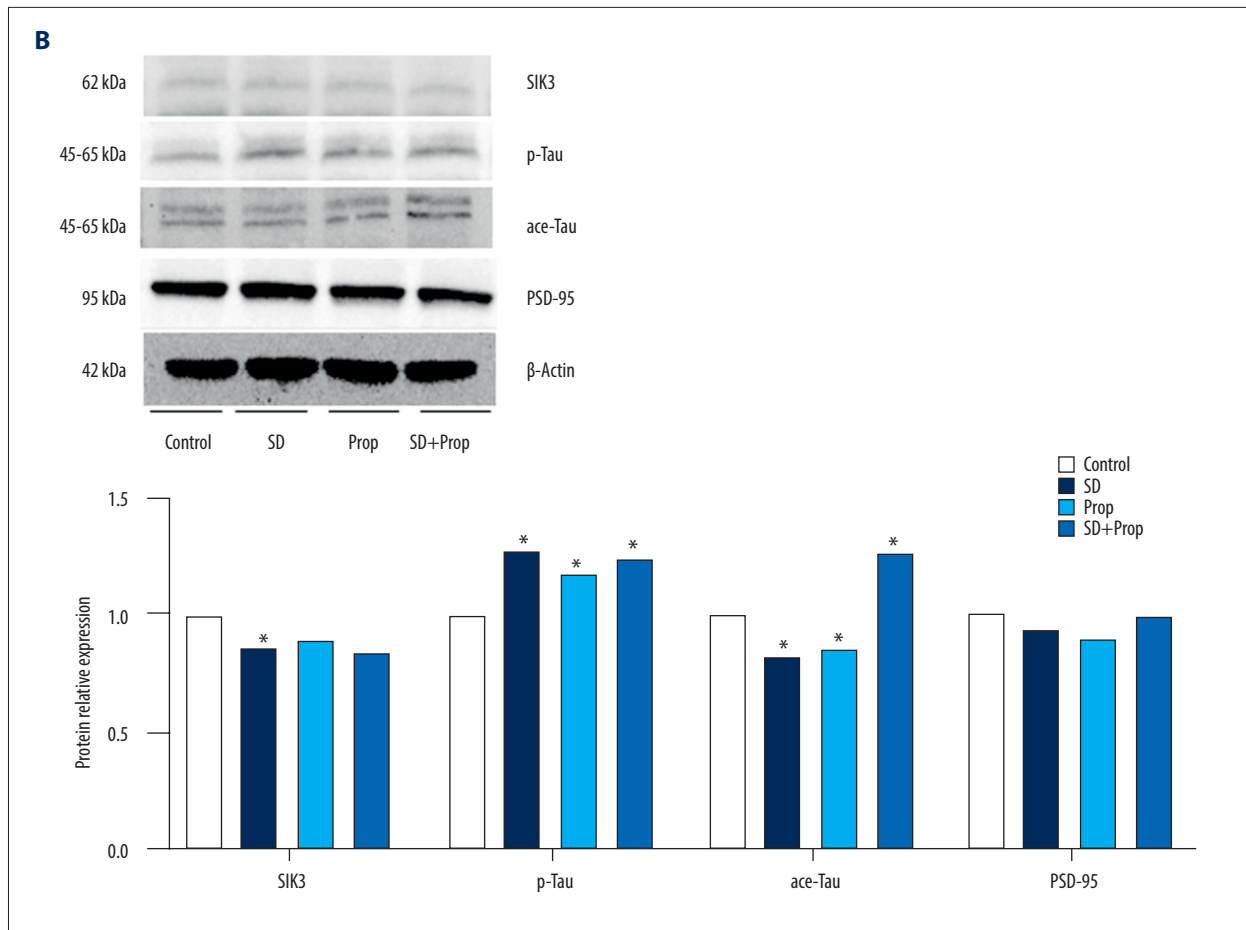 B
62 kDa SIK3
45-65 kDa p-Tau
45-65 kDa ace-Tau
95 kDa PSD-95
42 kDa β-Actin
Control SD Prop SD+Prop
Control
SD
Prop
SD+Prop
Protein relative expression
1.5
1.0
0.5
0.0
* * * * * * *
SIK3 p-Tau ace-Tau PSD-95